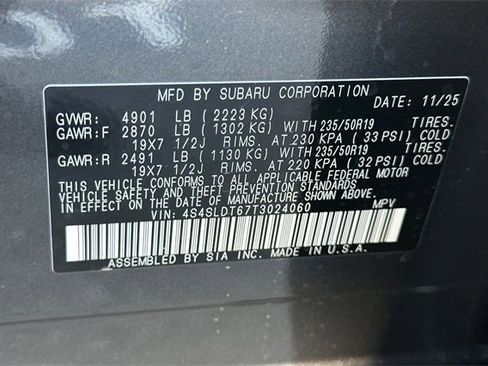 MFD BY SUBARU CORPORATION
DATE: 11/25
GVWR: 4901 LB (2223 KG)
GAWR:F 2870 LB (1302 KG) WITH 235/50R19 TIRES.
19X7 1/2J RIMS. AT 230 KPA (33 PSI) COLD
GAWR:R 2491 LB (1130 KG) WITH 235/50R19 TIRES.
19X7 1/2J RIMS. AT 220 KPA (32 PSI) COLD
THIS VEHICLE CONFORMS TO ALL APPLICABLE FEDERAL MOTOR
VEHICLE SAFETY AND THEFT PREVENTION STANDARDS IN
EFFECT ON THE DATE OF MANUFACTURE SHOWN ABOVE.
VIN: 4S4SLDT67T3024060 MPV
ASSEMBLED BY SIA INC. MADE IN U.S.A.